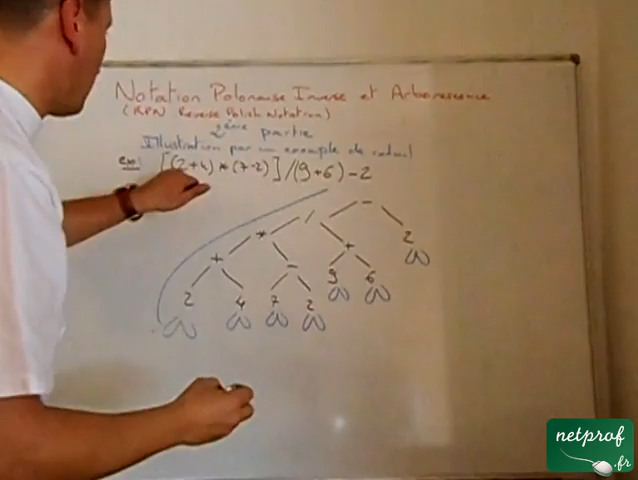 Notation Polonaise Inverse et Arborescence
(RPN Reverse Polish Notation)
2ème partie
Illustration par un exemple de calcul
exo: [(2+4)*(7-2)]/(9+6)-2
-
/
* + 2
+ - 9 6
2 4 7 2
netprof
.fr